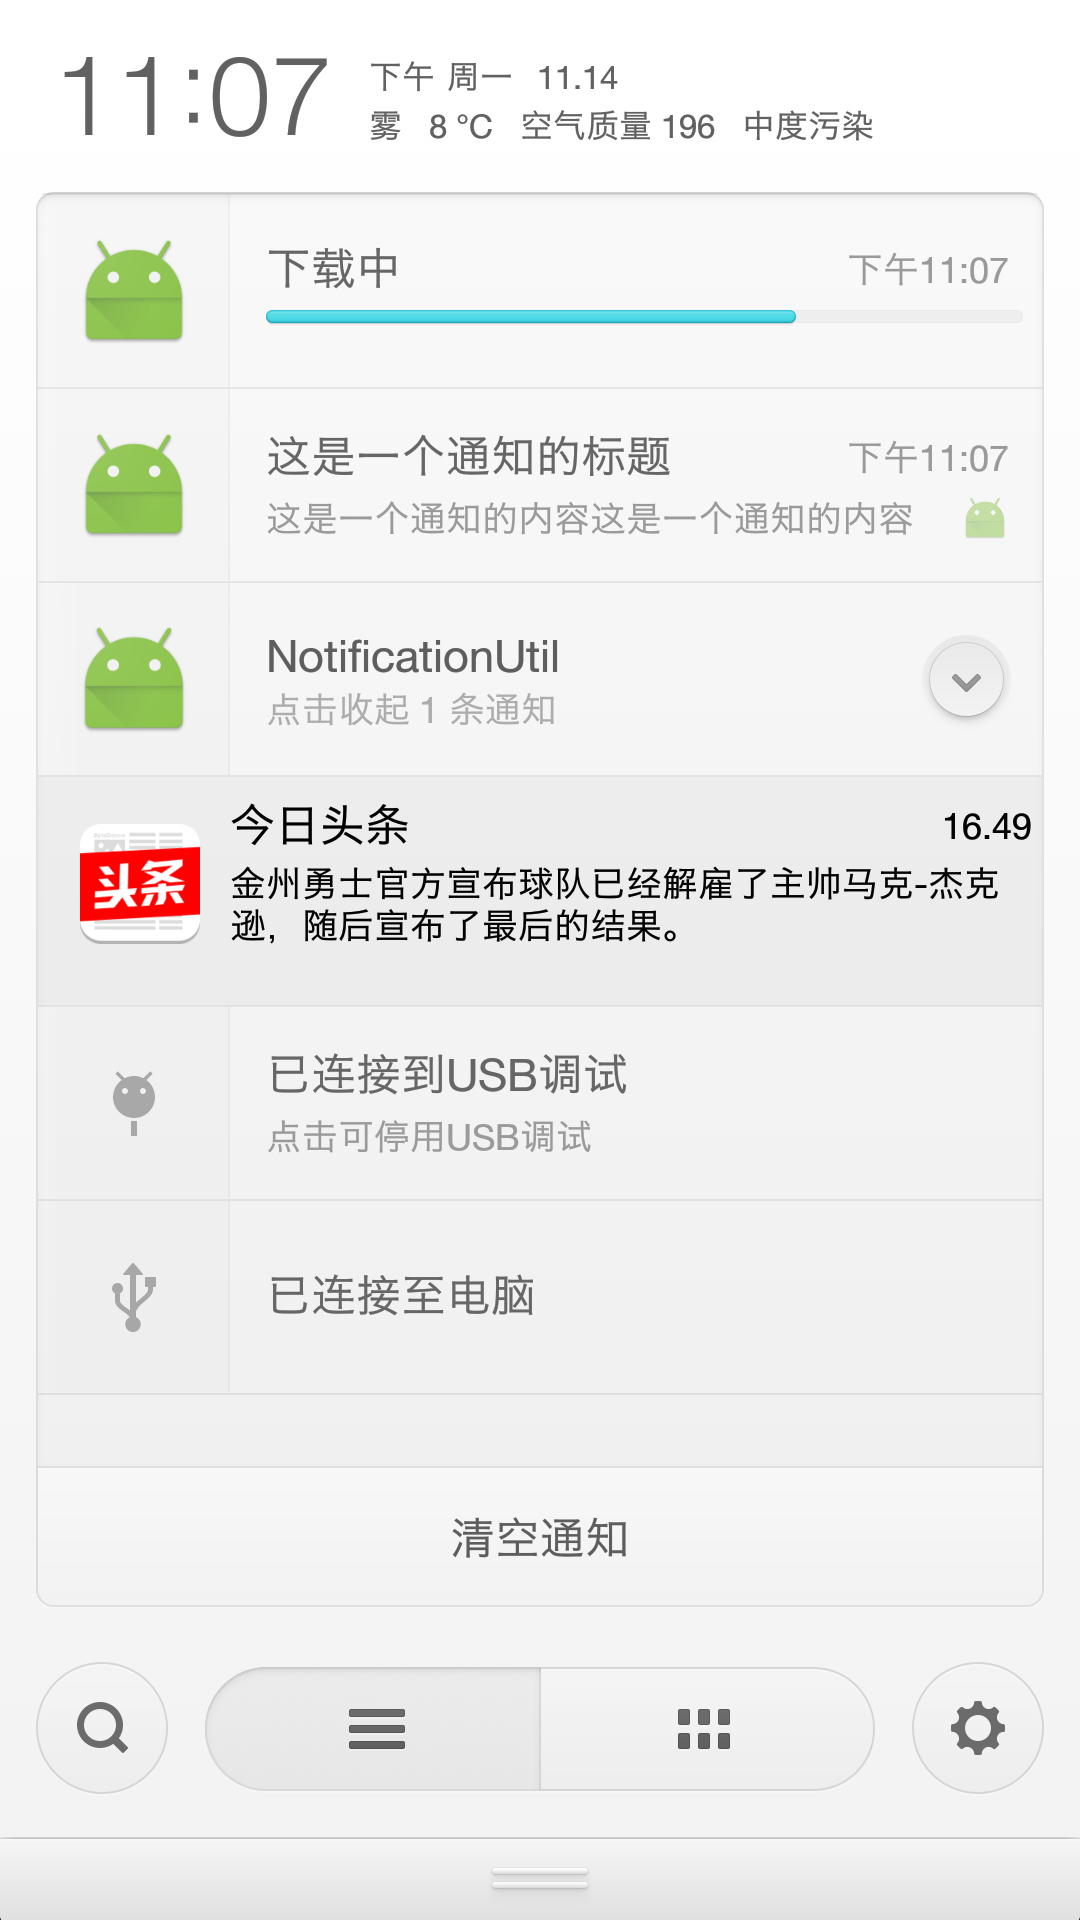 11:07
下午 周一 11.14
雾 8 °C 空气质量 196 中度污染
下载中
下午11:07
这是一个通知的标题
下午11:07
这是一个通知的内容这是一个通知的内容
NotificationUtil
点击收起 1 条通知
今日头条
16.49
头条
金州勇士官方宣布球队已经解雇了主帅马克-杰克
逊，随后宣布了最后的结果。
已连接到USB调试
点击可停用USB调试
已连接至电脑
清空通知